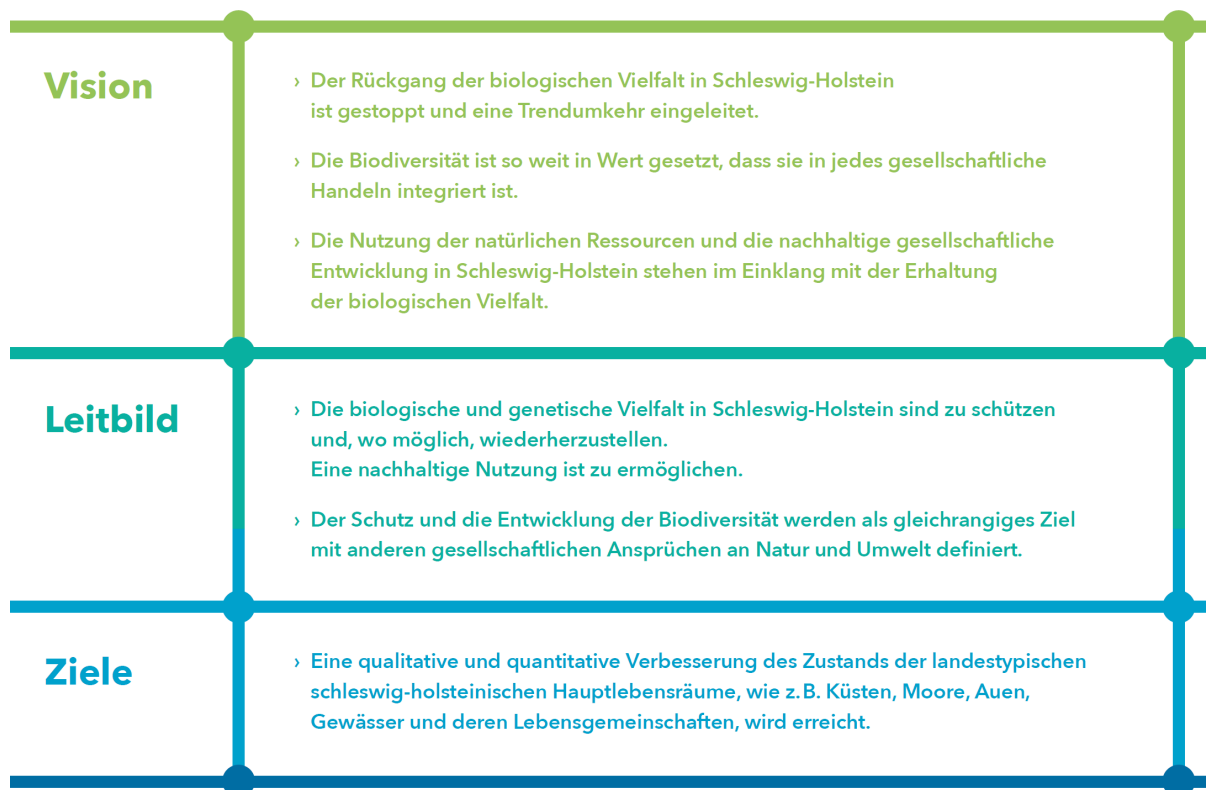 Vision
› Der Rückgang der biologischen Vielfalt in Schleswig-Holstein
ist gestoppt und eine Trendumkehr eingeleitet.
› Die Biodiversität ist so weit in Wert gesetzt, dass sie in jedes gesellschaftliche
Handeln integriert ist.
› Die Nutzung der natürlichen Ressourcen und die nachhaltige gesellschaftliche
Entwicklung in Schleswig-Holstein stehen im Einklang mit der Erhaltung
der biologischen Vielfalt.
Leitbild
› Die biologische und genetische Vielfalt in Schleswig-Holstein sind zu schützen
und, wo möglich, wiederherzustellen.
Eine nachhaltige Nutzung ist zu ermöglichen.
› Der Schutz und die Entwicklung der Biodiversität werden als gleichrangiges Ziel
mit anderen gesellschaftlichen Ansprüchen an Natur und Umwelt definiert.
Ziele
› Eine qualitative und quantitative Verbesserung des Zustands der landestypischen
schleswig-holsteinischen Hauptlebensräume, wie z. B. Küsten, Moore, Auen,
Gewässer und deren Lebensgemeinschaften, wird erreicht.